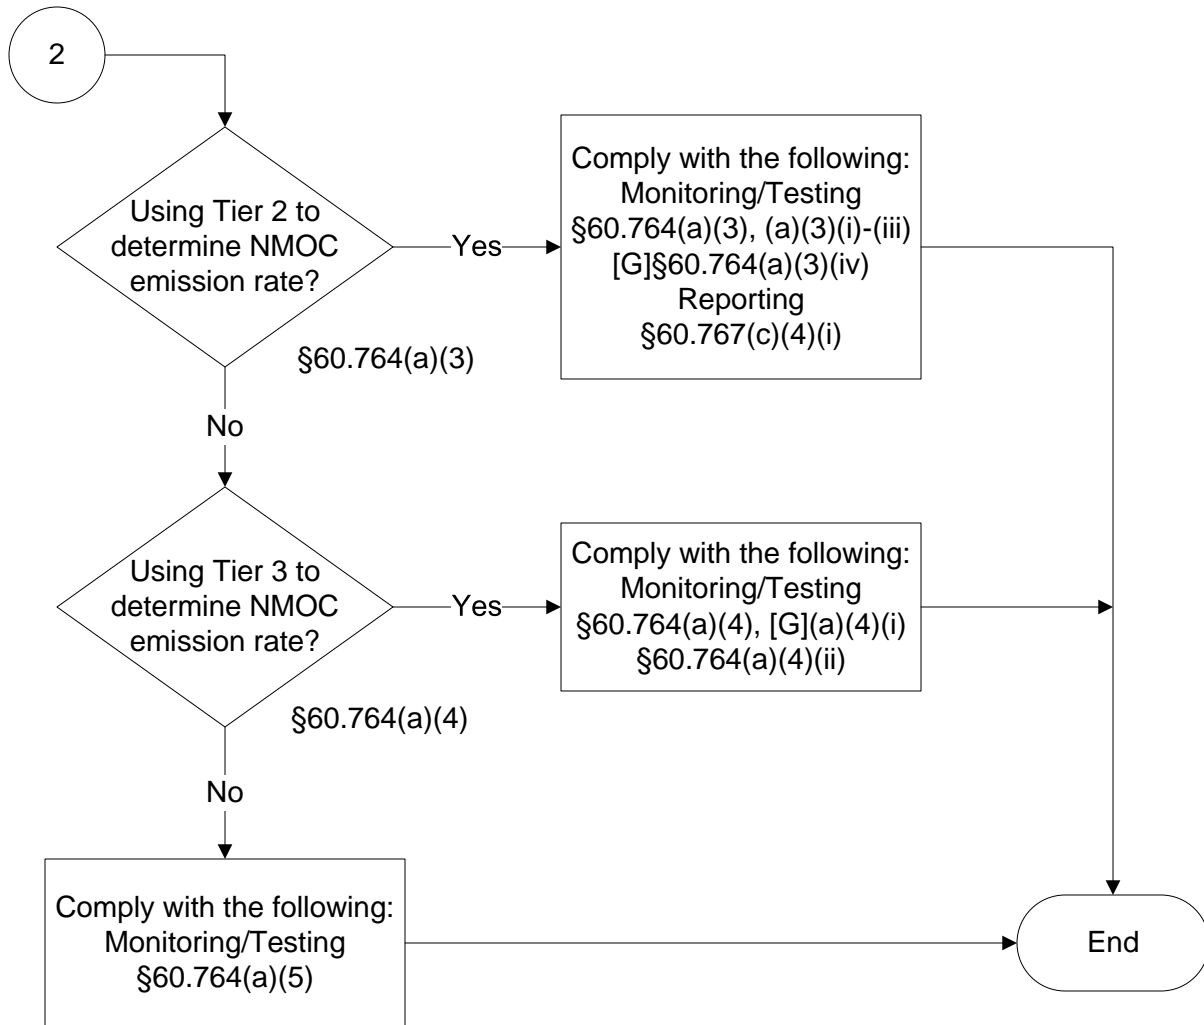 2
Using Tier 2 to
determine NMOC
emission rate?
Yes
Comply with the following:
Monitoring/Testing
§60.764(a)(3), (a)(3)(i)-(iii)
[G]§60.764(a)(3)(iv)
Reporting
§60.767(c)(4)(i)
§60.764(a)(3)
No
Using Tier 3 to
determine NMOC
emission rate?
Yes
Comply with the following:
Monitoring/Testing
§60.764(a)(4), [G](a)(4)(i)
§60.764(a)(4)(ii)
§60.764(a)(4)
No
Comply with the following:
Monitoring/Testing
§60.764(a)(5)
End